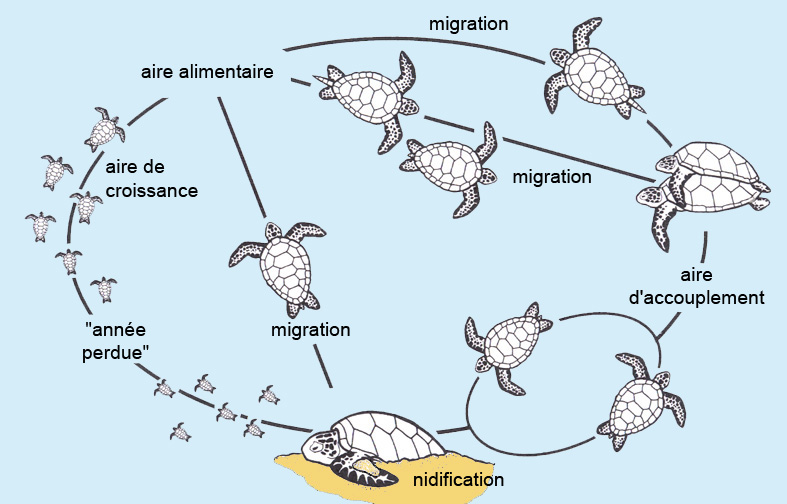 migration
aire alimentaire
aire de
croissance
migration
aire
d'accouplement
"année
perdue"
migration
nidification